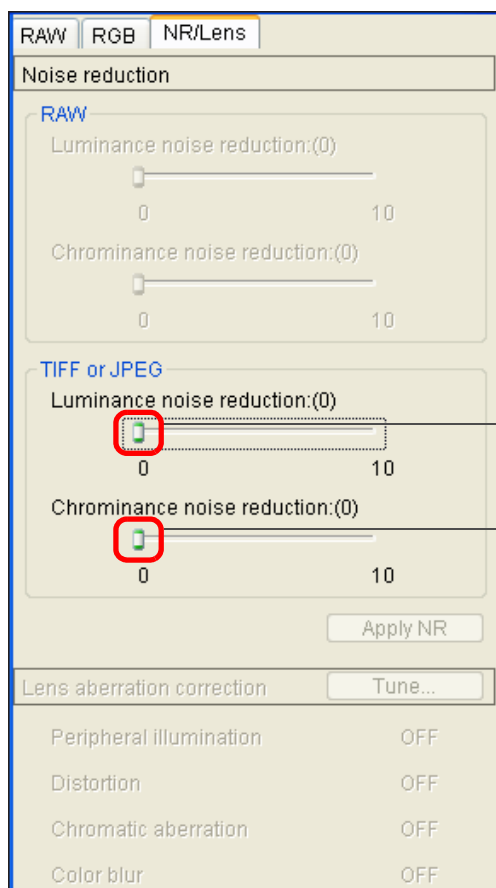 RAW RGB NR/Lens
Noise reduction
RAW
Luminance noise reduction:(0)
0 10
Chrominance noise reduction:(0)
0 10
TIFF or JPEG
Luminance noise reduction:(0)
0 10
Chrominance noise reduction:(0)
0 10
Apply NR
Lens aberration correction Tune...
Peripheral illumination OFF
Distortion OFF
Chromatic aberration OFF
Color blur OFF